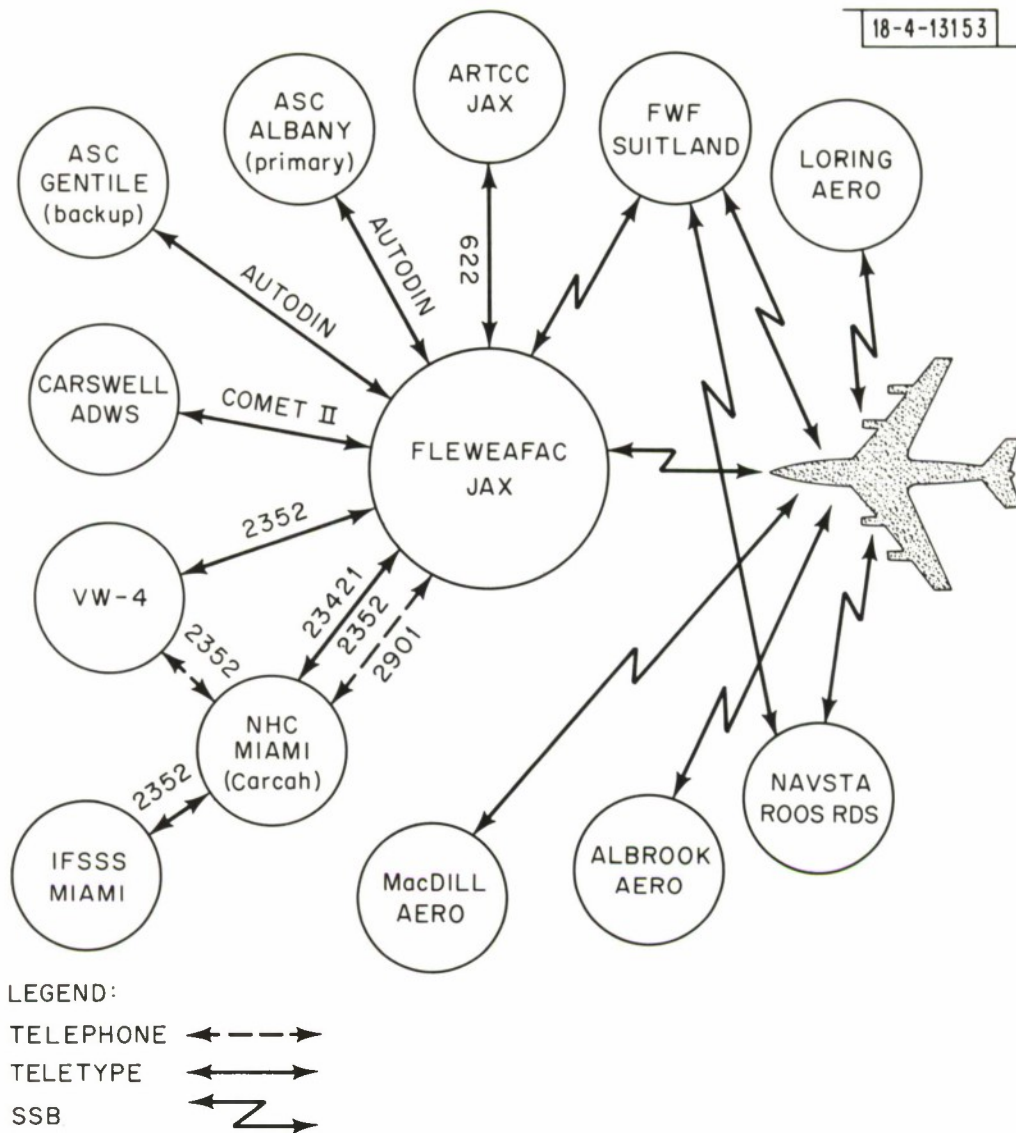 18-4-13153
ARTCC
JAX
ASC
ALBANY
(primary)
FWF
SUITLAND
ASC
GENTILE
(backup)
LORING
AERO
AUTODIN
AUTODIN
622
CARSWELL
ADWS
COMET II
FLEWEAFAC
JAX
2352
VW-4
23421
2352
2901
2352
NHC
MIAMI
(Carcah)
2352
IFSSS
MIAMI
MacDILL
AERO
ALBROOK
AERO
NAVSTA
ROOS RDS
LEGEND:
TELEPHONE
TELETYPE
SSB